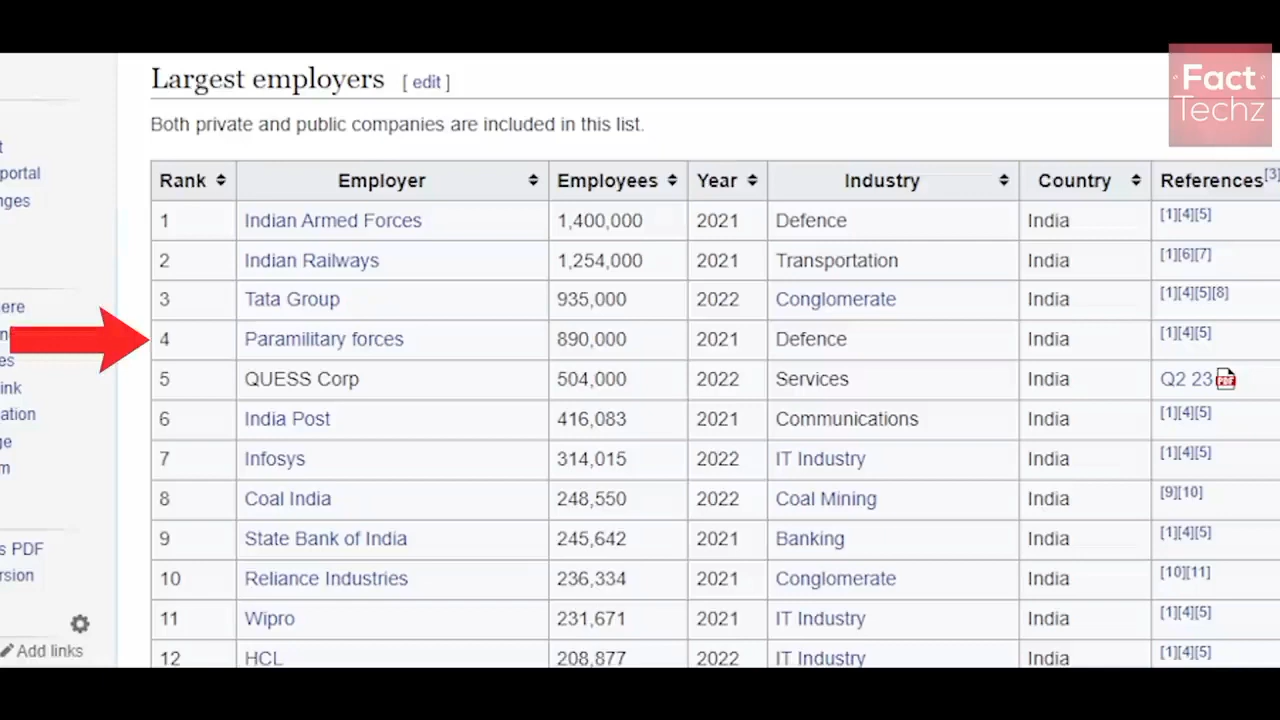 Largest employers [ edit ]
Fact
Techz
Both private and public companies are included in this list.
Rank Employer Employees Year Industry Country References[3]
1 Indian Armed Forces 1,400,000 2021 Defence India [1][4][5]
2 Indian Railways 1,254,000 2021 Transportation India [1][6][7]
3 Tata Group 935,000 2022 Conglomerate India [1][4][5][8]
4 Paramilitary forces 890,000 2021 Defence India [1][4][5]
5 QUESS Corp 504,000 2022 Services India Q2 23
6 India Post 416,083 2021 Communications India [1][4][5]
7 Infosys 314,015 2022 IT Industry India [1][4][5]
8 Coal India 248,550 2022 Coal Mining India [9][10]
9 State Bank of India 245,642 2021 Banking India [1][4][5]
10 Reliance Industries 236,334 2021 Conglomerate India [10][11]
11 Wipro 231,671 2021 IT Industry India [1][4][5]
12 HCL 208,877 2022 IT Industry India [1][4][5]
t
portal
nges
ere
es
ink
ation
ge
m
s PDF
rsion
Add links